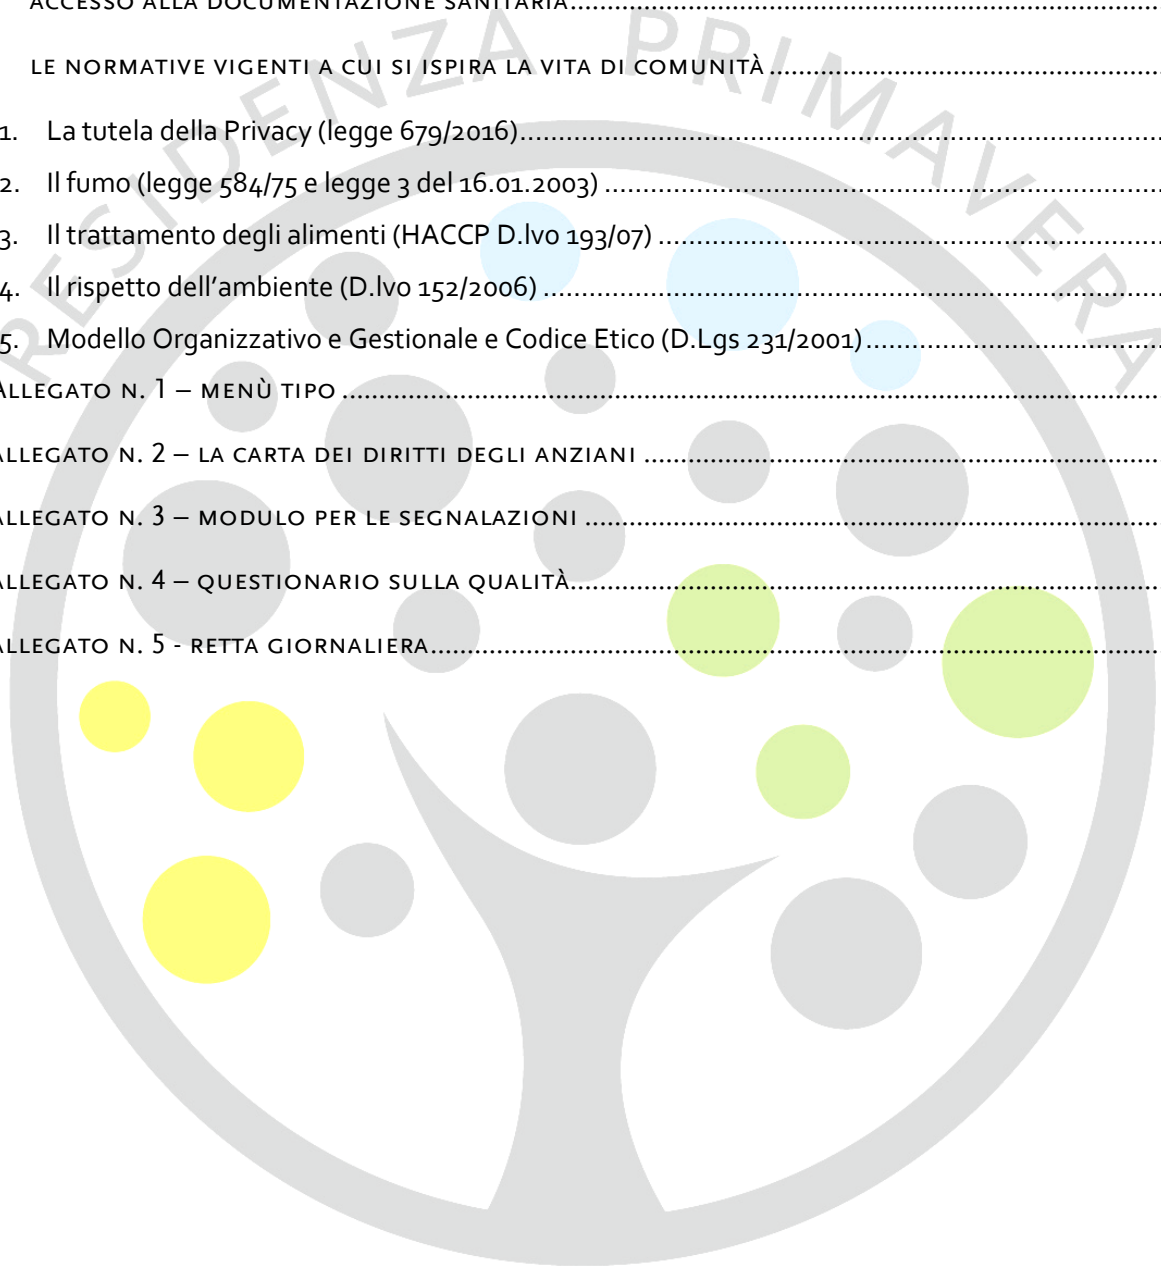 ACCESSO ALLA DOCUMENTAZIONE SANITARIA
LE NORMATIVE VIGENTI A CUI SI ISPIRA LA VITA DI COMUNITÀ
1. La tutela della Privacy (legge 679/2016)
2. Il fumo (legge 584/75 e legge 3 del 16.01.2003)
3. Il trattamento degli alimenti (HACCP D.lvo 193/07)
4. Il rispetto dell’ambiente (D.lvo 152/2006)
5. Modello Organizzativo e Gestionale e Codice Etico (D.Lgs 231/2001)
ALLEGATO N. 1 – MENÙ TIPO
ALLEGATO N. 2 – LA CARTA DEI DIRITTI DEGLI ANZIANI
ALLEGATO N. 3 – MODULO PER LE SEGNALAZIONI
ALLEGATO N. 4 – QUESTIONARIO SULLA QUALITÀ
ALLEGATO N. 5 - RETTA GIORNALIERA
RESIDENZA PRIMAVERA